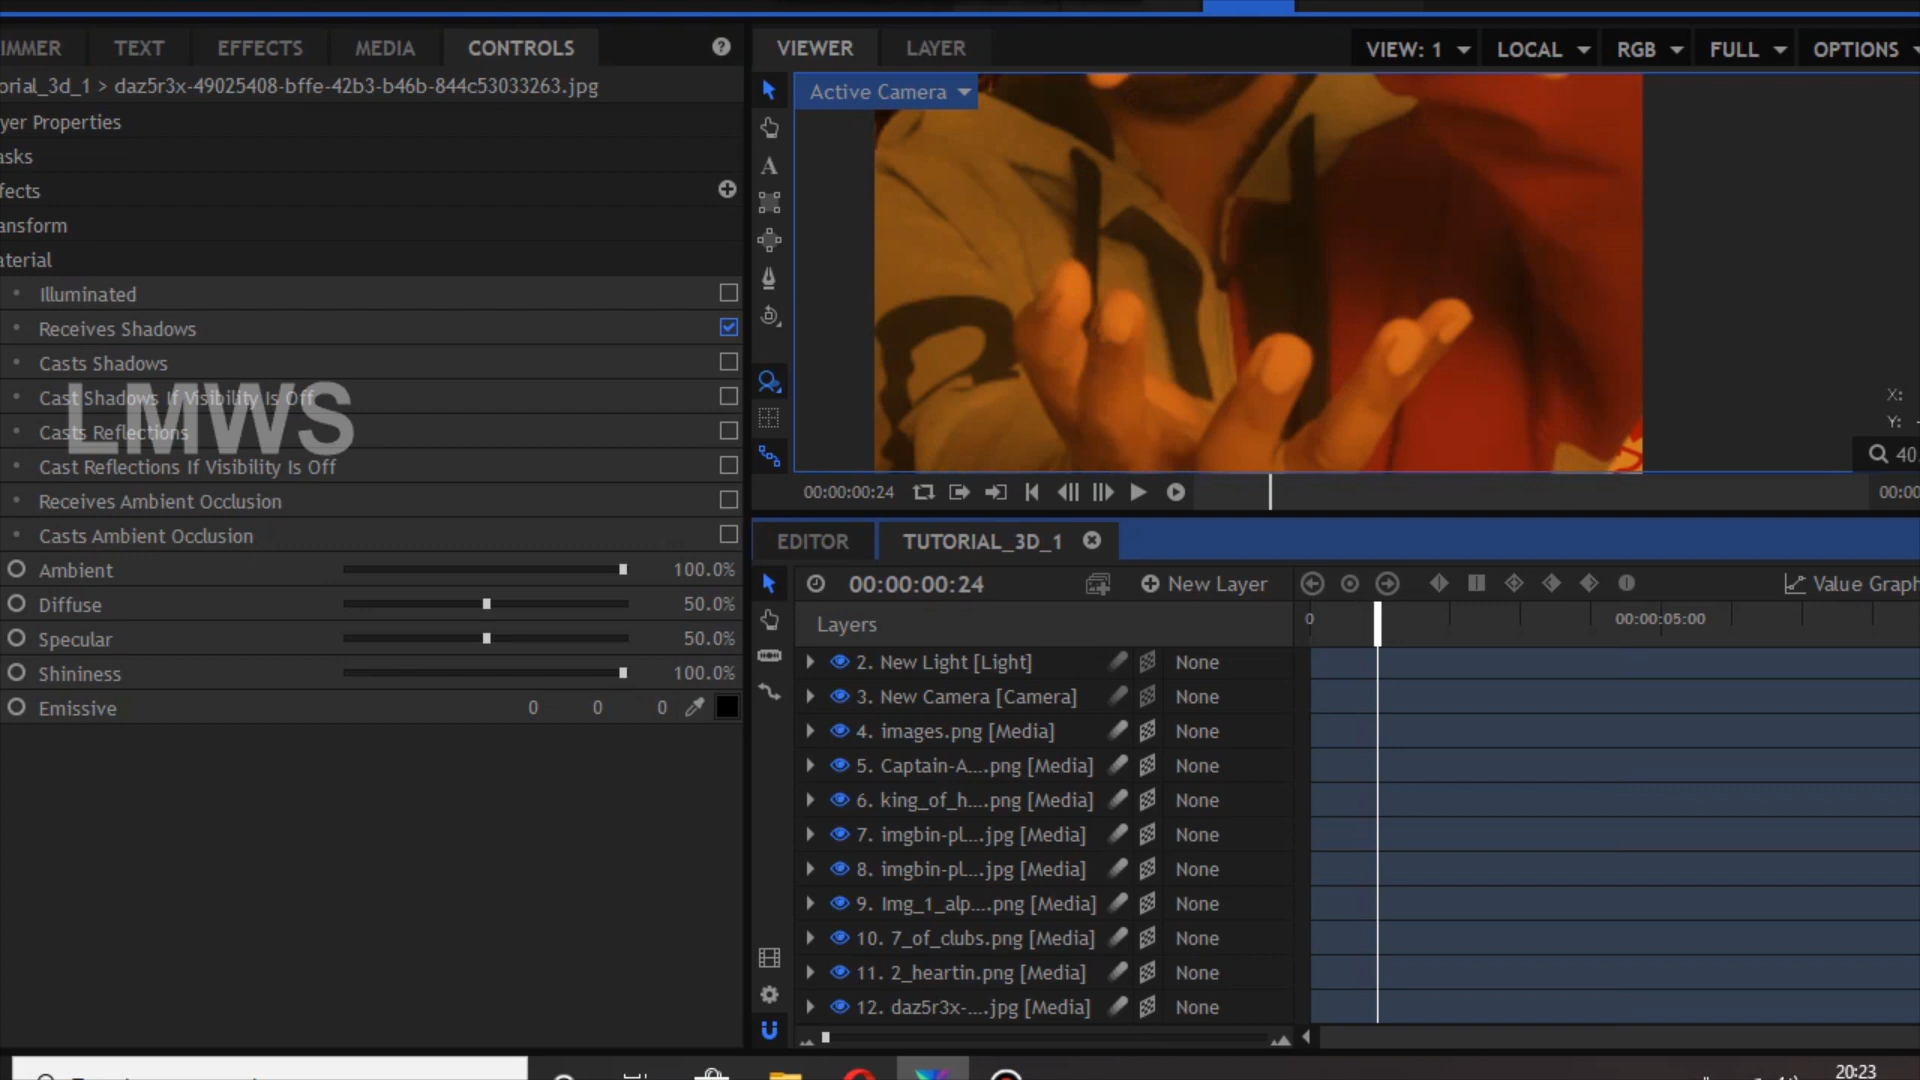 IMMER TEXT EFFECTS MEDIA CONTROLS
orial_3d_1 > daz5r3x-49025408-bffe-42b3-b46b-844c53033263.jpg
yer Properties
asks
fects
ansform
aterial
Illuminated
Receives Shadows
Casts Shadows
Cast Shadows If Visibility Is Off
Casts Reflections
Cast Reflections If Visibility Is Off
Receives Ambient Occlusion
Casts Ambient Occlusion
Ambient 100.0%
Diffuse 50.0%
Specular 50.0%
Shininess 100.0%
Emissive 0 0 0
LMWS
VIEWER LAYER VIEW: 1 LOCAL RGB FULL OPTIONS
Active Camera
X:
Y: -
40
00:00:00:24 00:00
EDITOR TUTORIAL_3D_1
00:00:00:24 New Layer Value Graph
Layers 0 00:00:05:00
2. New Light [Light] None
3. New Camera [Camera] None
4. images.png [Media] None
5. Captain-A....png [Media] None
6. king_of_h....png [Media] None
7. imgbin-pl....jpg [Media] None
8. imgbin-pl....jpg [Media] None
9. Img_1_alp....png [Media] None
10. 7_of_clubs.png [Media] None
11. 2_heartin.png [Media] None
12. daz5r3x-....jpg [Media] None
20:23